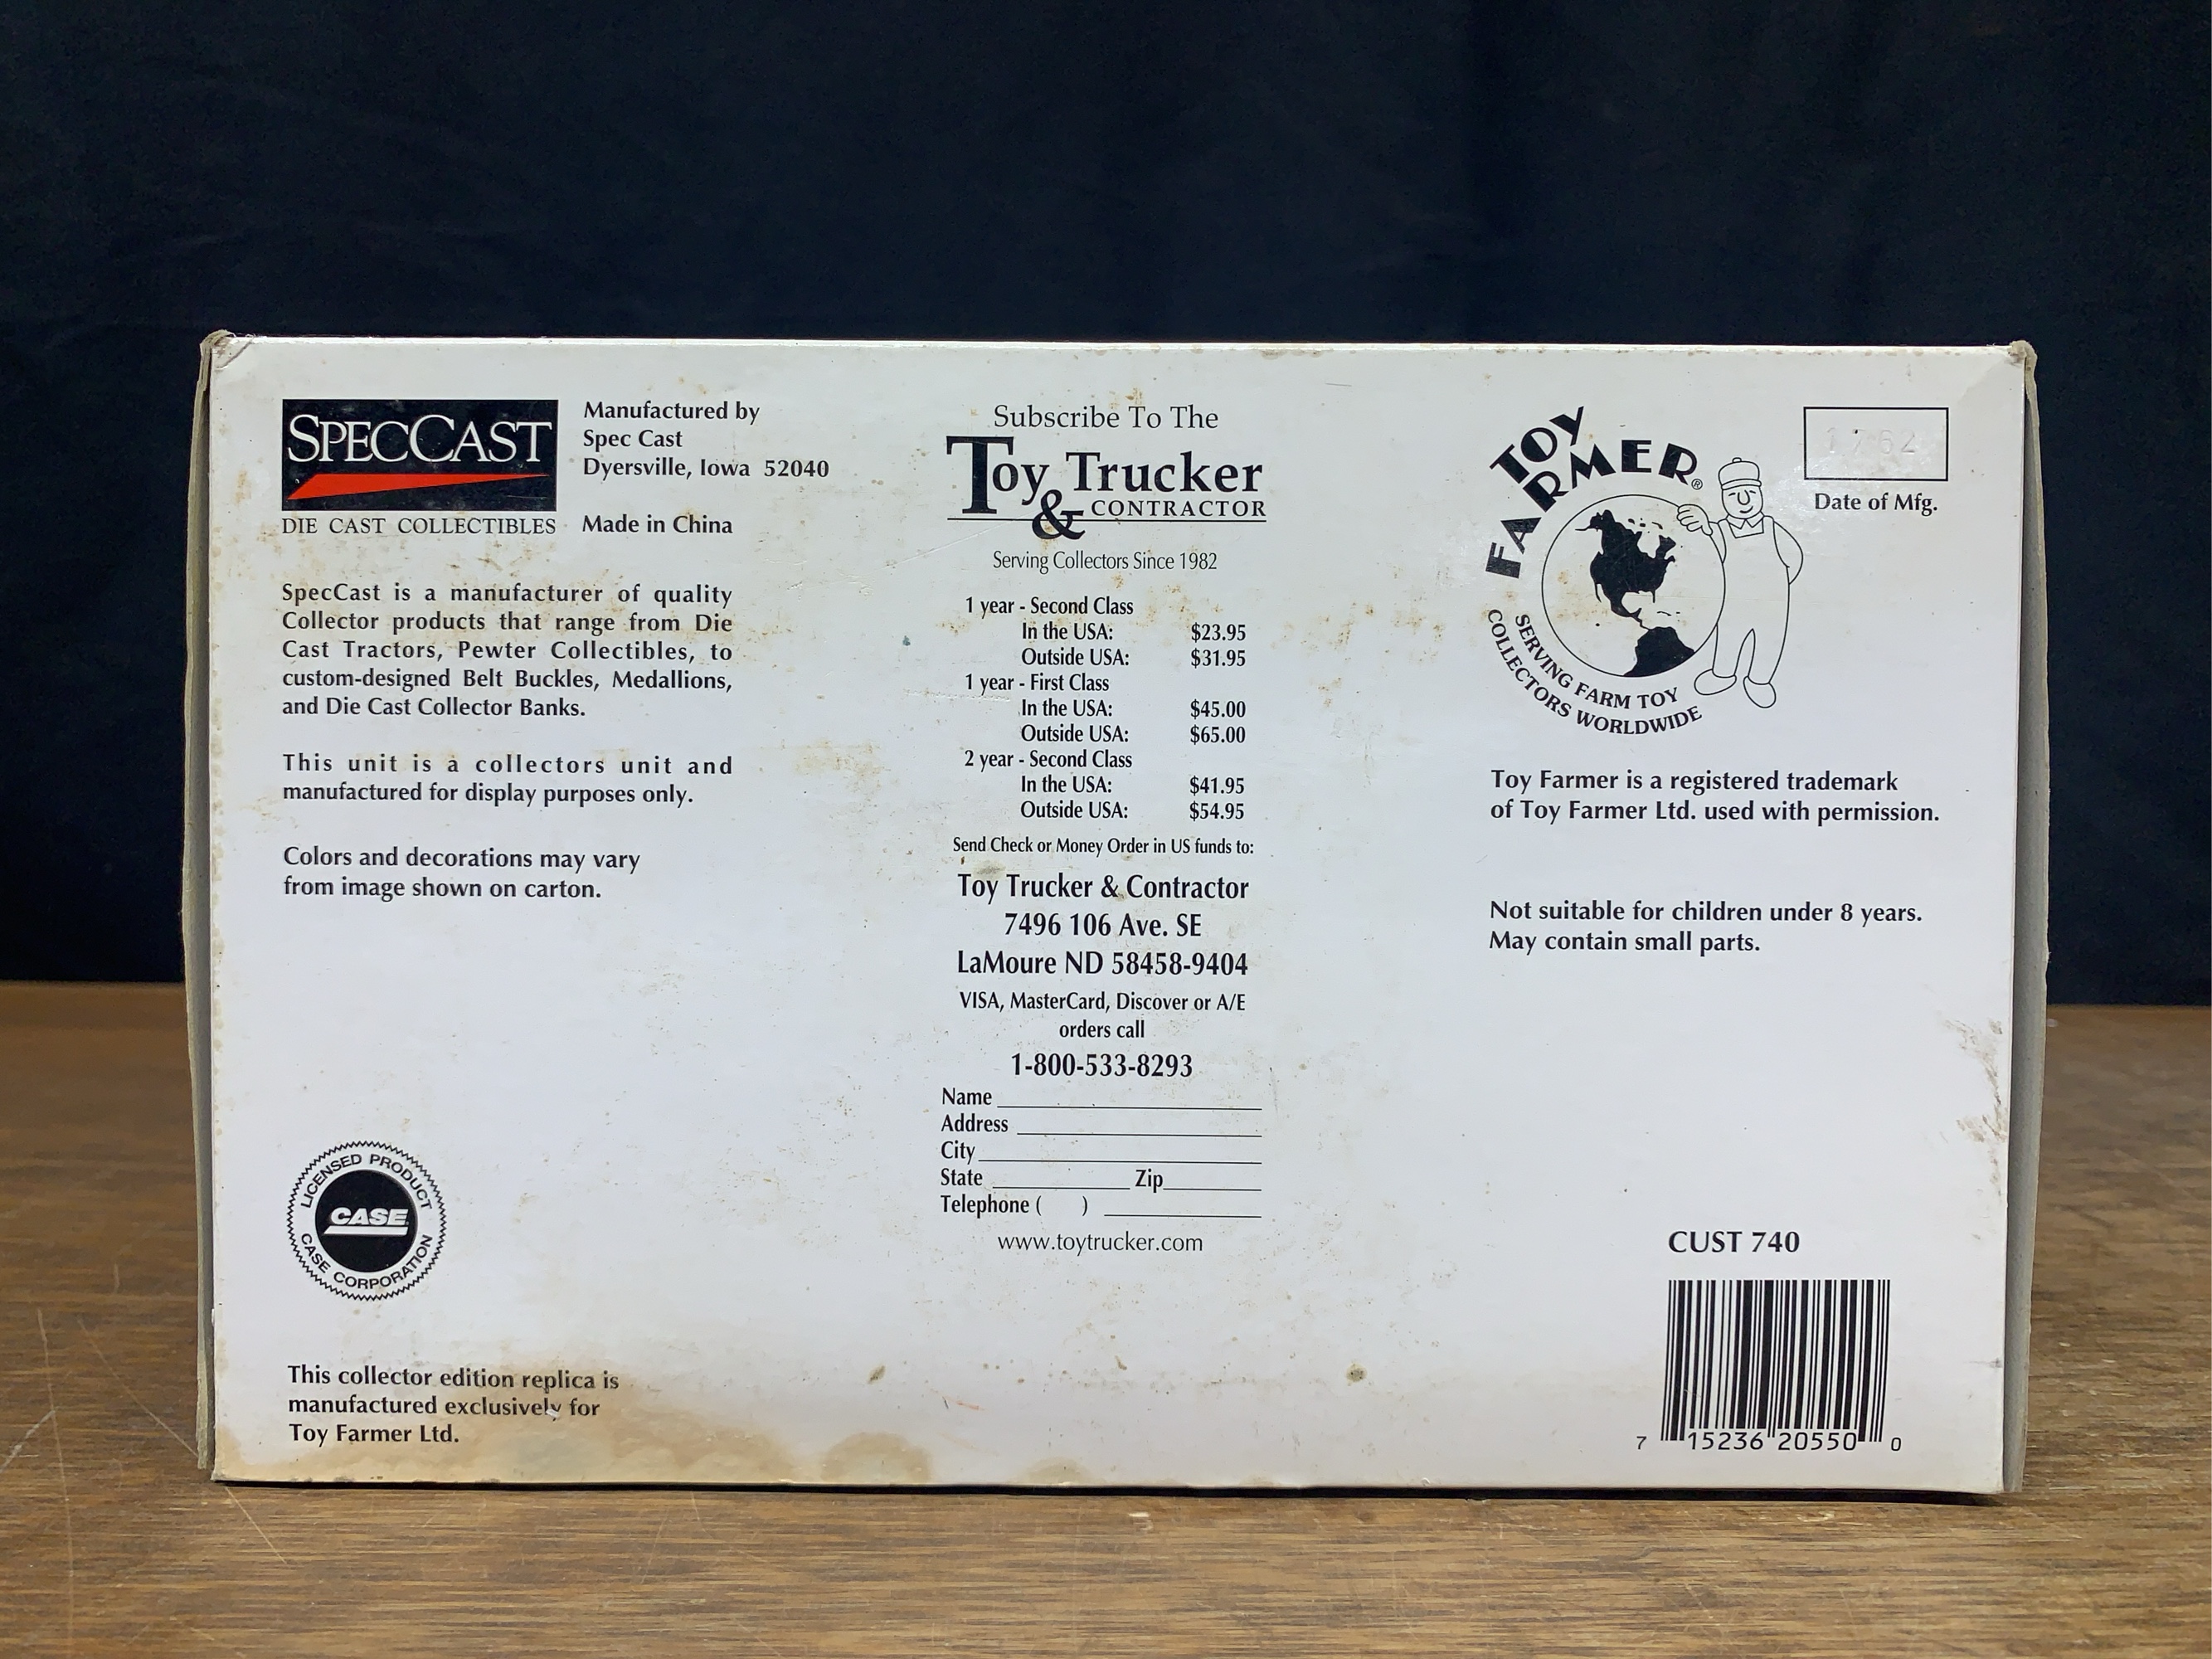 SPECCAST
DIE CAST COLLECTIBLES
Manufactured by
Spec Cast
Dyersville, Iowa 52040
Made in China
SpecCast is a manufacturer of quality
Collector products that range from Die
Cast Tractors, Pewter Collectibles, to
custom-designed Belt Buckles, Medallions,
and Die Cast Collector Banks.
This unit is a collectors unit and
manufactured for display purposes only.
Colors and decorations may vary
from image shown on carton.
LICENSED PRODUCT
CASE
CASE CORPORATION
This collector edition replica is
manufactured exclusively for
Toy Farmer Ltd.
Subscribe To The
Toy Trucker
& CONTRACTOR
Serving Collectors Since 1982
1 year - Second Class
In the USA: $23.95
Outside USA: $31.95
1 year - First Class
In the USA: $45.00
Outside USA: $65.00
2 year - Second Class
In the USA: $41.95
Outside USA: $54.95
Send Check or Money Order in US funds to:
Toy Trucker & Contractor
7496 106 Ave. SE
LaMoure ND 58458-9404
VISA, MasterCard, Discover or A/E
orders call
1-800-533-8293
Name
Address
City
State Zip
Telephone ( )
www.toytrucker.com
TOY
FARMER®
SERVING FARM TOY
COLLECTORS WORLDWIDE
Date of Mfg.
Toy Farmer is a registered trademark
of Toy Farmer Ltd. used with permission.
Not suitable for children under 8 years.
May contain small parts.
CUST 740
7 15236 20550 0